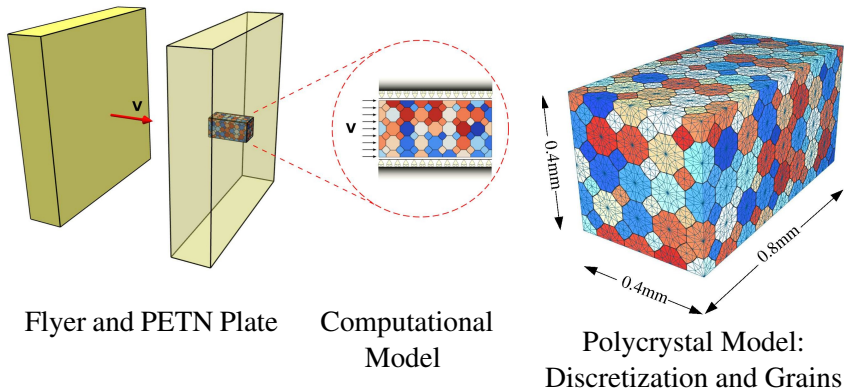 v
v
0.4mm
0.4mm
0.8mm
Flyer and PETN Plate
Computational
Model
Polycrystal Model:
Discretization and Grains